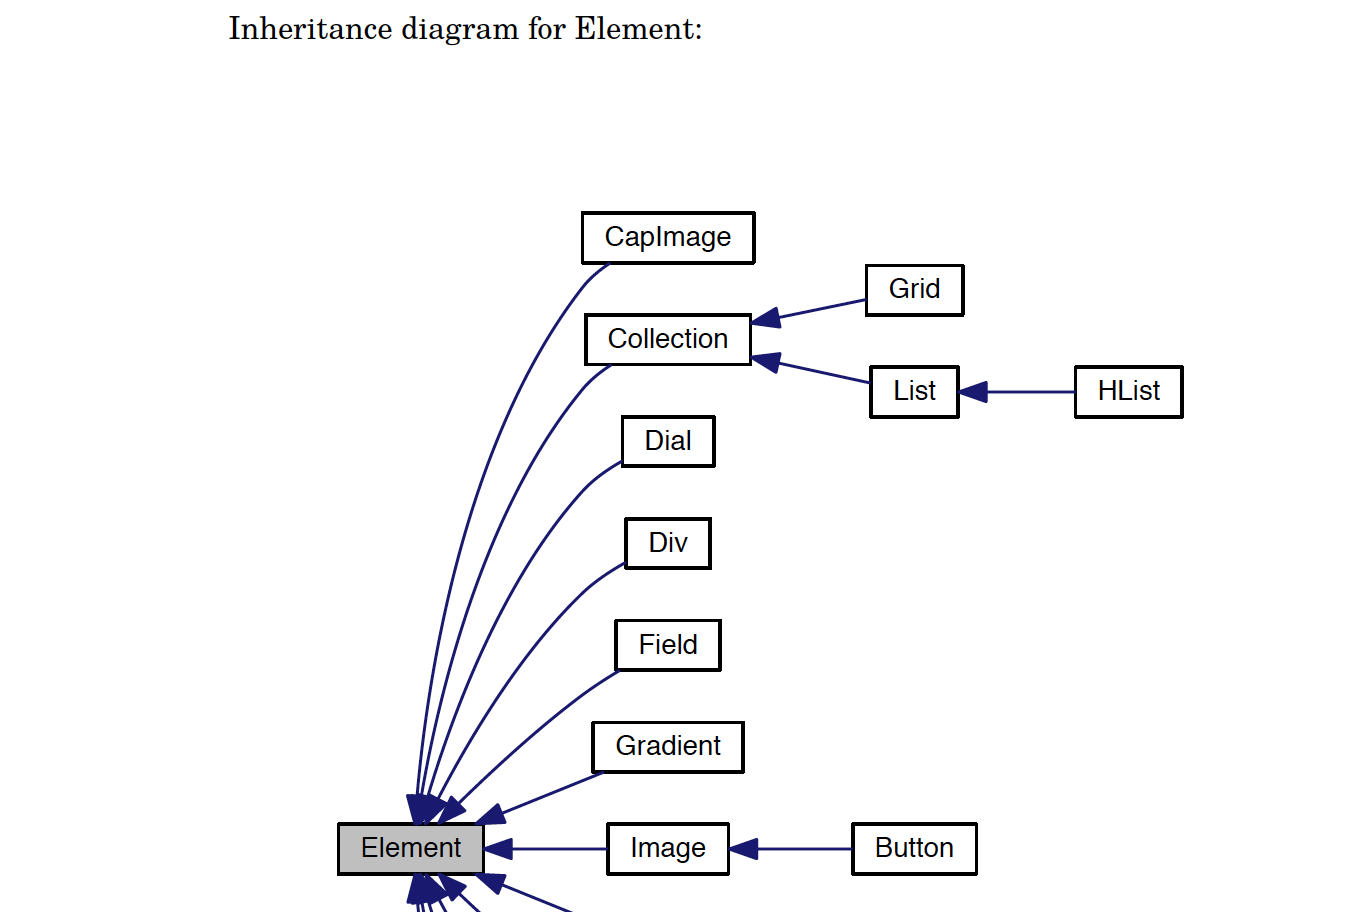 Inheritance diagram for Element:
CapImage
Grid
Collection
List
HList
Dial
Div
Field
Gradient
Element
Image
Button